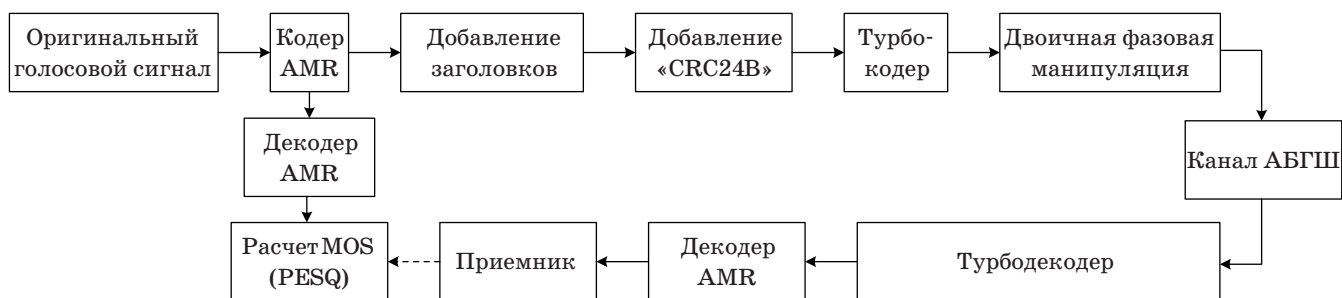 Оригинальный
голосовой сигнал
Кодер
AMR
Добавление
заголовков
Добавление
«CRC24B»
Турбо-
кодер
Двоичная фазовая
манипуляция
Декодер
AMR
Канал АБГШ
Расчет MOS
(PESQ)
Приемник
Декодер
AMR
Турбодекодер